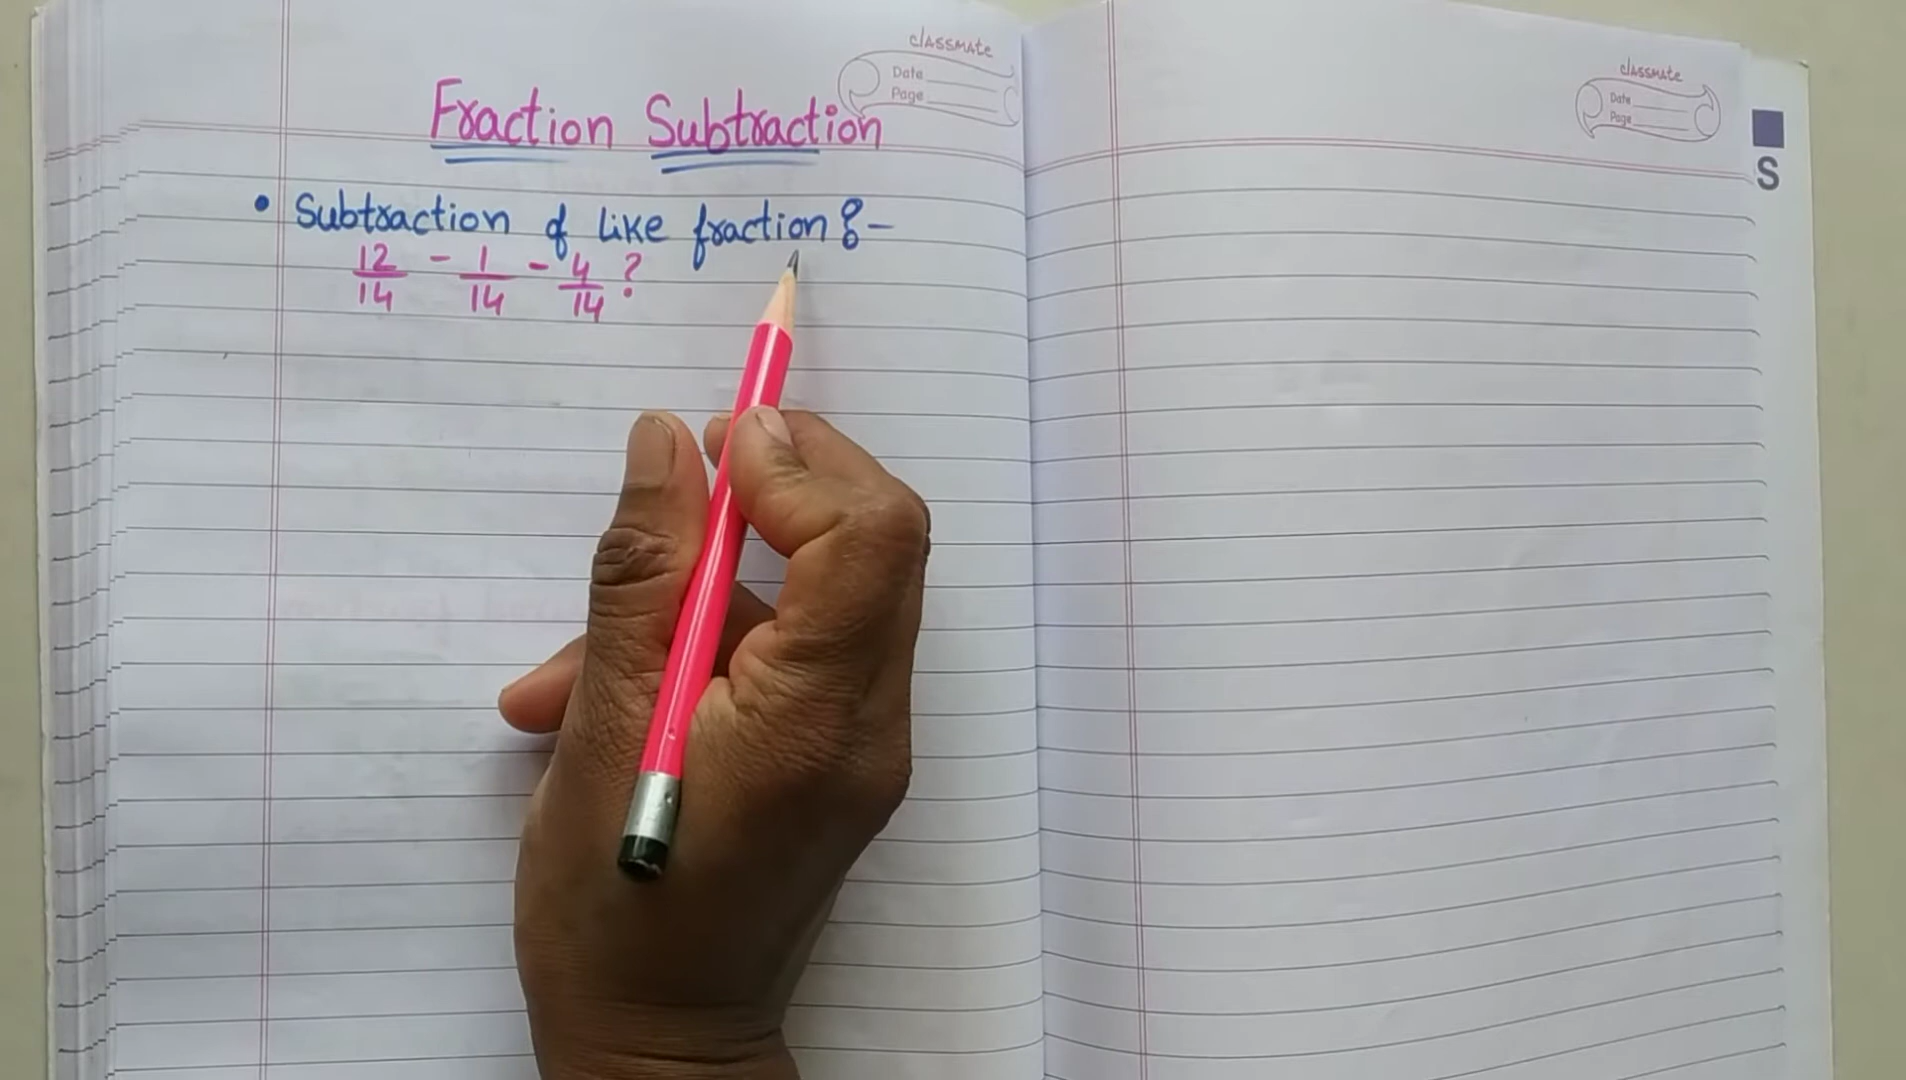 classmate
Date
Page
Fraction Subtraction
• Subtraction of like fraction :-
12/14 - 1/14 - 4/14 ?
classmate
Date
Page
S